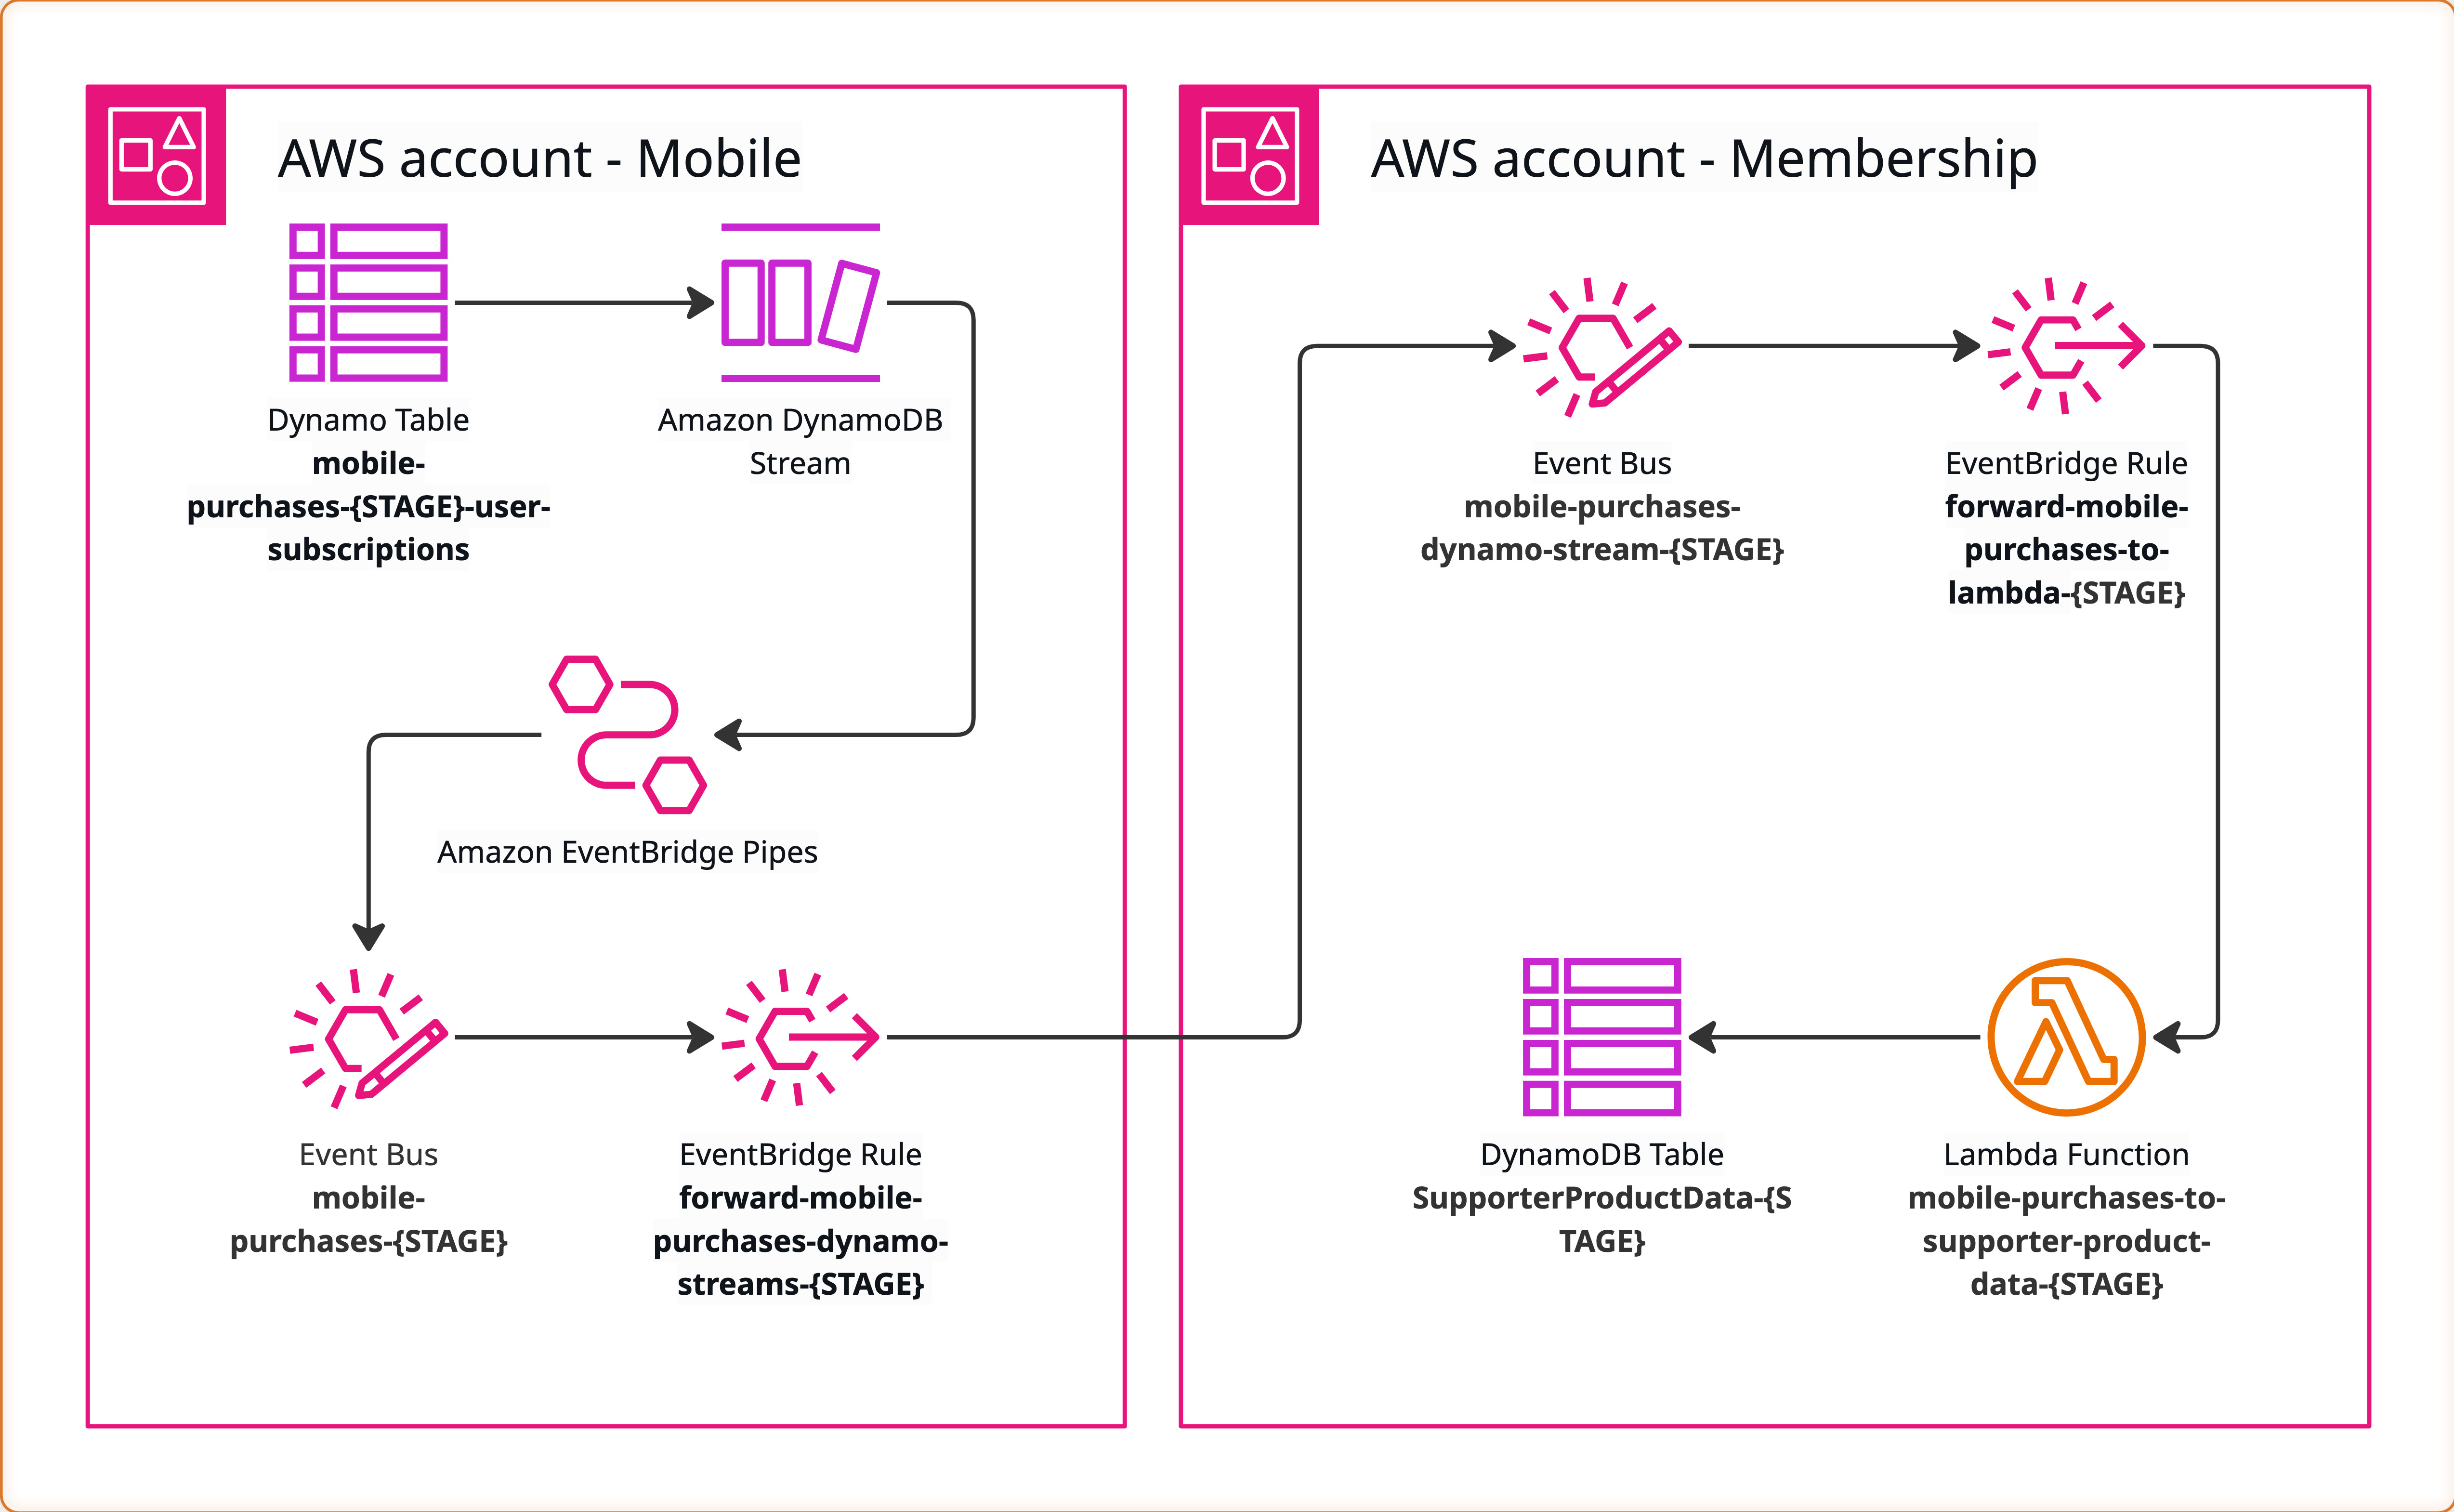 AWS account - Mobile
Dynamo Table
mobile-
purchases-{STAGE}-user-
subscriptions
Amazon DynamoDB
Stream
Amazon EventBridge Pipes
Event Bus
mobile-
purchases-{STAGE}
EventBridge Rule
forward-mobile-
purchases-dynamo-
streams-{STAGE}
AWS account - Membership
Event Bus
mobile-purchases-
dynamo-stream-{STAGE}
EventBridge Rule
forward-mobile-
purchases-to-
lambda-{STAGE}
DynamoDB Table
SupporterProductData-{S
TAGE}
Lambda Function
mobile-purchases-to-
supporter-product-
data-{STAGE}